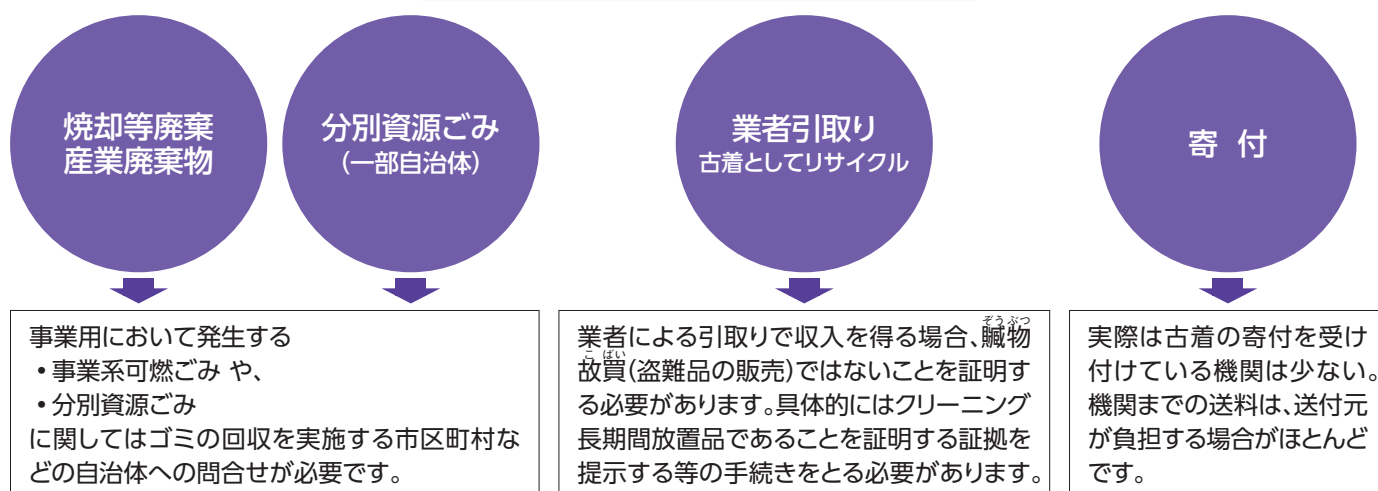 焼却等廃棄
産業廃棄物
分別資源ごみ
（一部自治体）
業者引取り
古着としてリサイクル
寄 付
事業用において発生する
•事業系可燃ごみ や、
•分別資源ごみ
に関してはゴミの回収を実施する市区町村な
どの自治体への問合せが必要です。
ぞうぶつ
業者による引取りで収入を得る場合、贓物
こ ばい
故買(盗難品の販売)ではないことを証明す
る必要があります。具体的にはクリーニング
長期間放置品であることを証明する証拠を
提示する等の手続きをとる必要があります。
実際は古着の寄付を受け
付けている機関は少ない。
機関までの送料は、送付元
が負担する場合がほとんど
です。